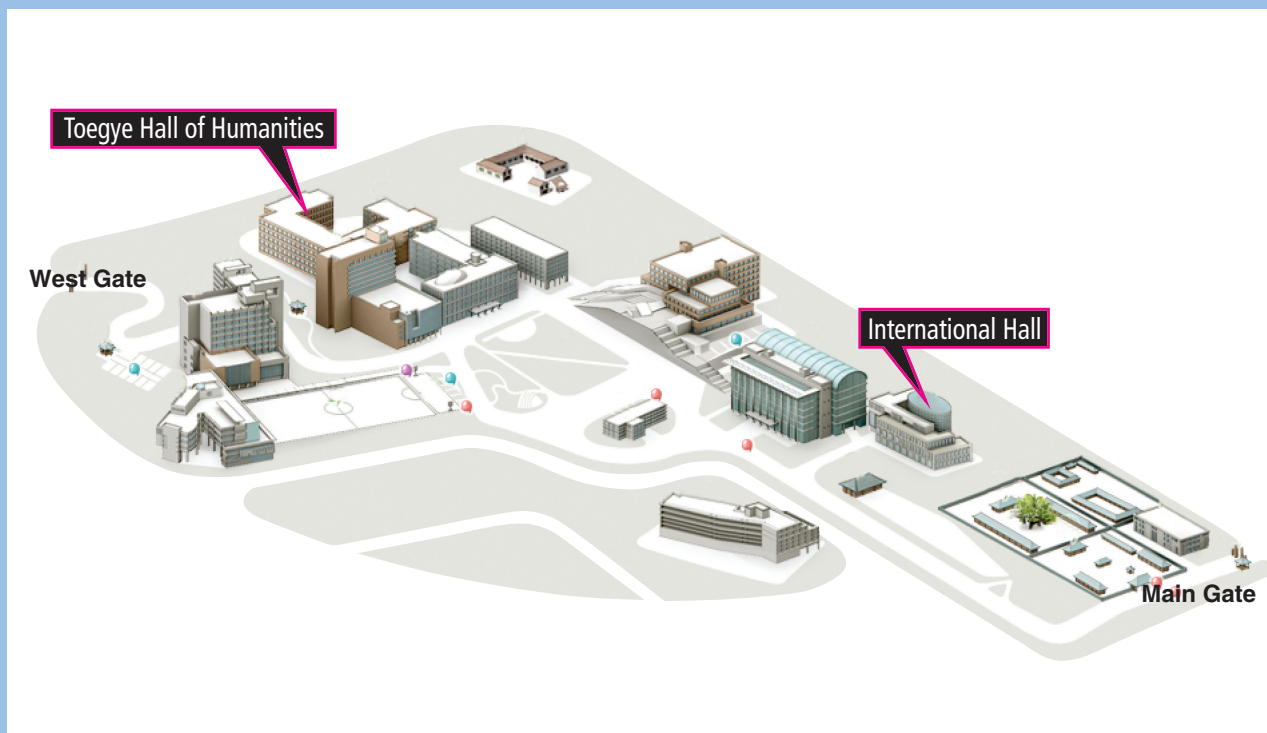 Toegye Hall of Humanities
West Gate
International Hall
Main Gate